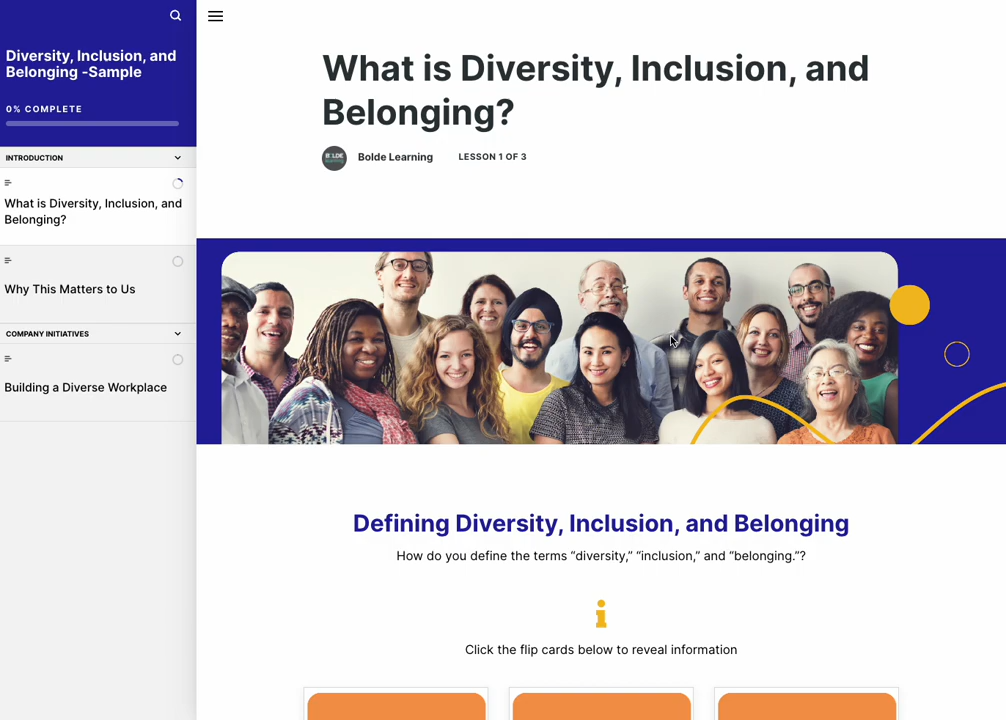 Diversity, Inclusion, and
Belonging -Sample
0% COMPLETE
INTRODUCTION
What is Diversity, Inclusion, and
Belonging?
Why This Matters to Us
COMPANY INITIATIVES
Building a Diverse Workplace
What is Diversity, Inclusion, and
Belonging?
BOLDE
Learning
Bolde Learning
LESSON 1 OF 3
Defining Diversity, Inclusion, and Belonging
How do you define the terms “diversity,” “inclusion,” and “belonging.”?
Click the flip cards below to reveal information